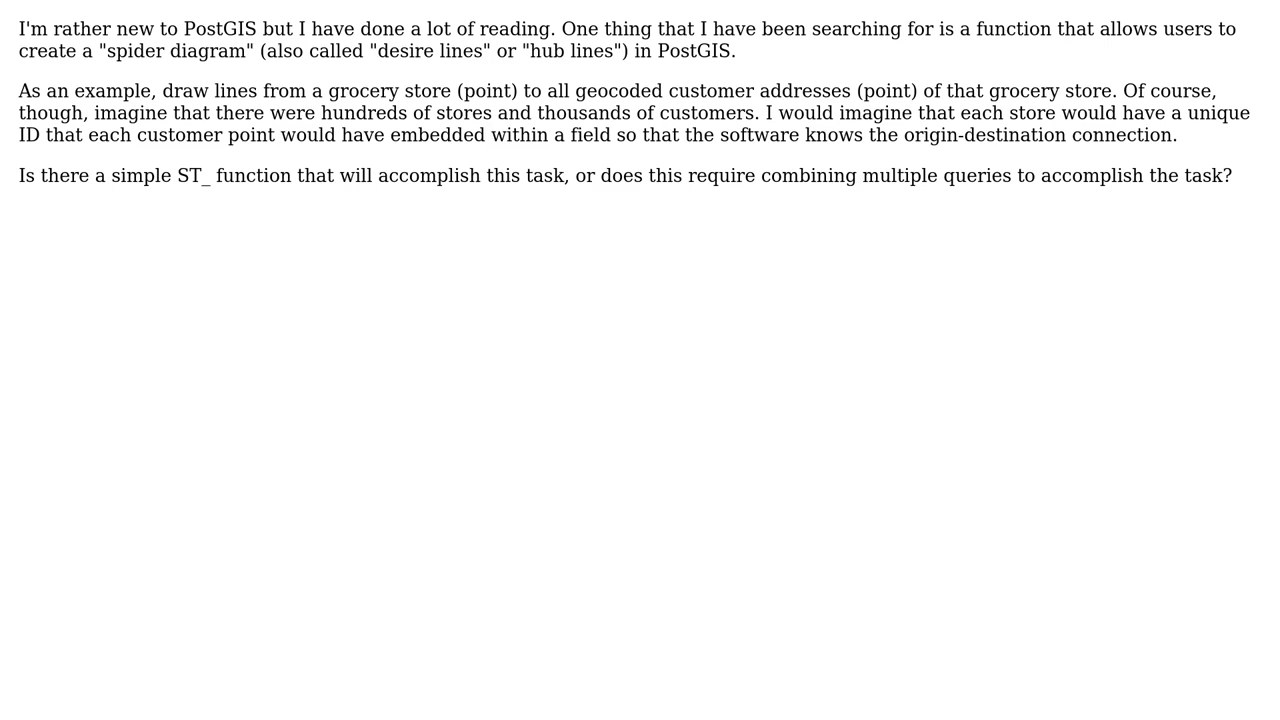 I'm rather new to PostGIS but I have done a lot of reading. One thing that I have been searching for is a function that allows users to
create a "spider diagram" (also called "desire lines" or "hub lines") in PostGIS.
As an example, draw lines from a grocery store (point) to all geocoded customer addresses (point) of that grocery store. Of course,
though, imagine that there were hundreds of stores and thousands of customers. I would imagine that each store would have a unique
ID that each customer point would have embedded within a field so that the software knows the origin-destination connection.
Is there a simple ST_ function that will accomplish this task, or does this require combining multiple queries to accomplish the task?